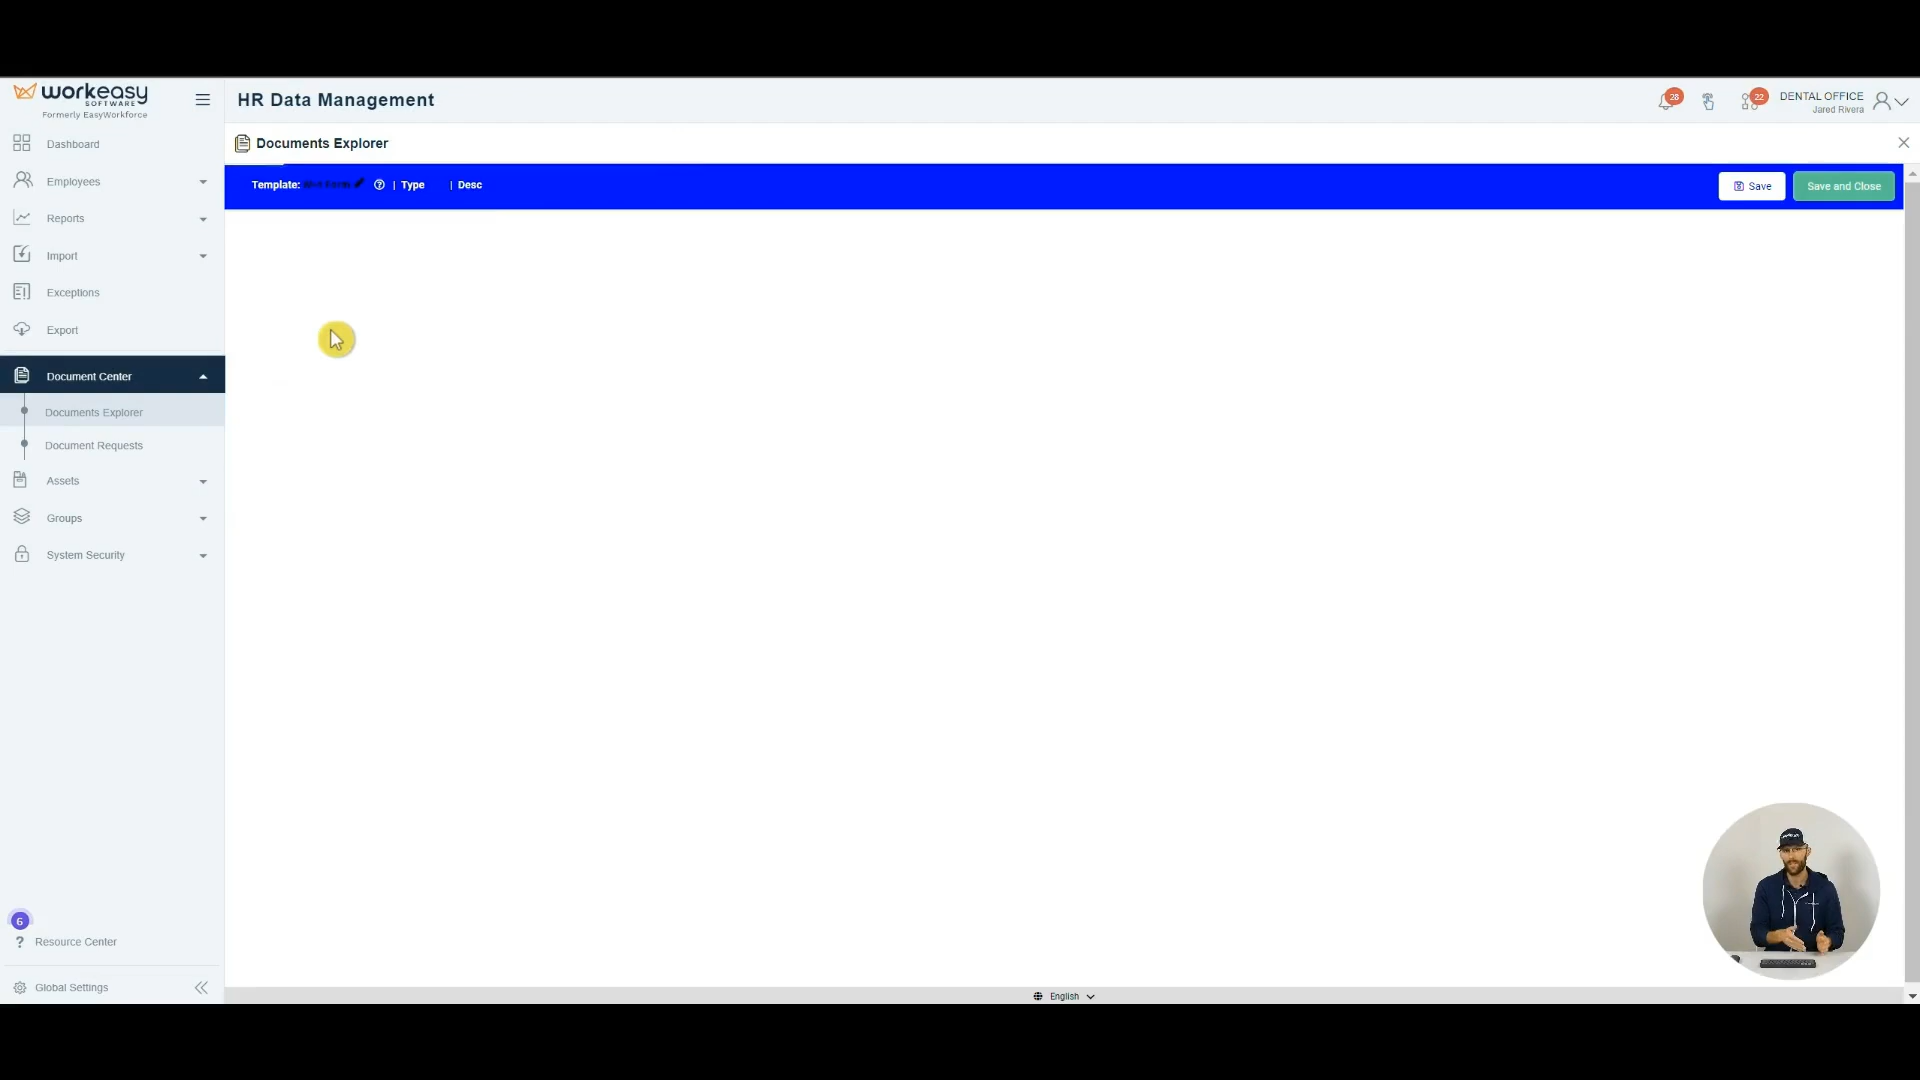 workeasy
SOFTWARE
Formerly EasyWorkforce
HR Data Management
28
22
DENTAL OFFICE
Jared Rivera
Dashboard
Employees
Reports
Import
Exceptions
Export
Document Center
Documents Explorer
Document Requests
Assets
Groups
System Security
6
? Resource Center
Global Settings
Documents Explorer
Template: | Type | Desc
Save
Save and Close
English